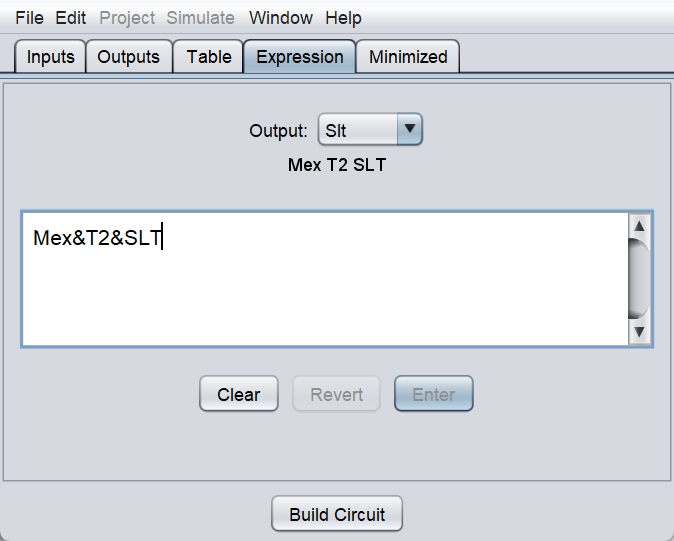 File Edit Project Simulate Window Help
Inputs Outputs Table Expression Minimized
Output: Slt
Mex T2 SLT
Mex&T2&SLT
Clear Revert Enter
Build Circuit